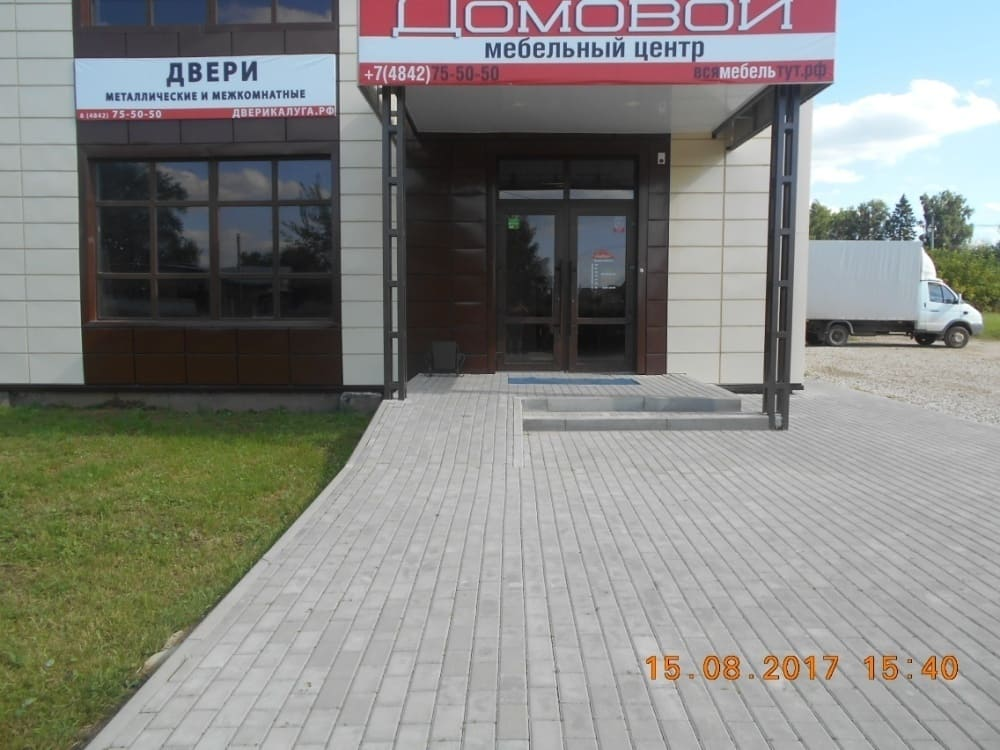 ДОМОВОЙ
мебельный центр
+7(4842)75-50-50 всямебельтут.рф
ДВЕРИ
МЕТАЛЛИЧЕСКИЕ И МЕЖКОМНАТНЫЕ
8 (4842) 75-50-50 ДВЕРИКАЛУГА.РФ
15.08.2017 15:40